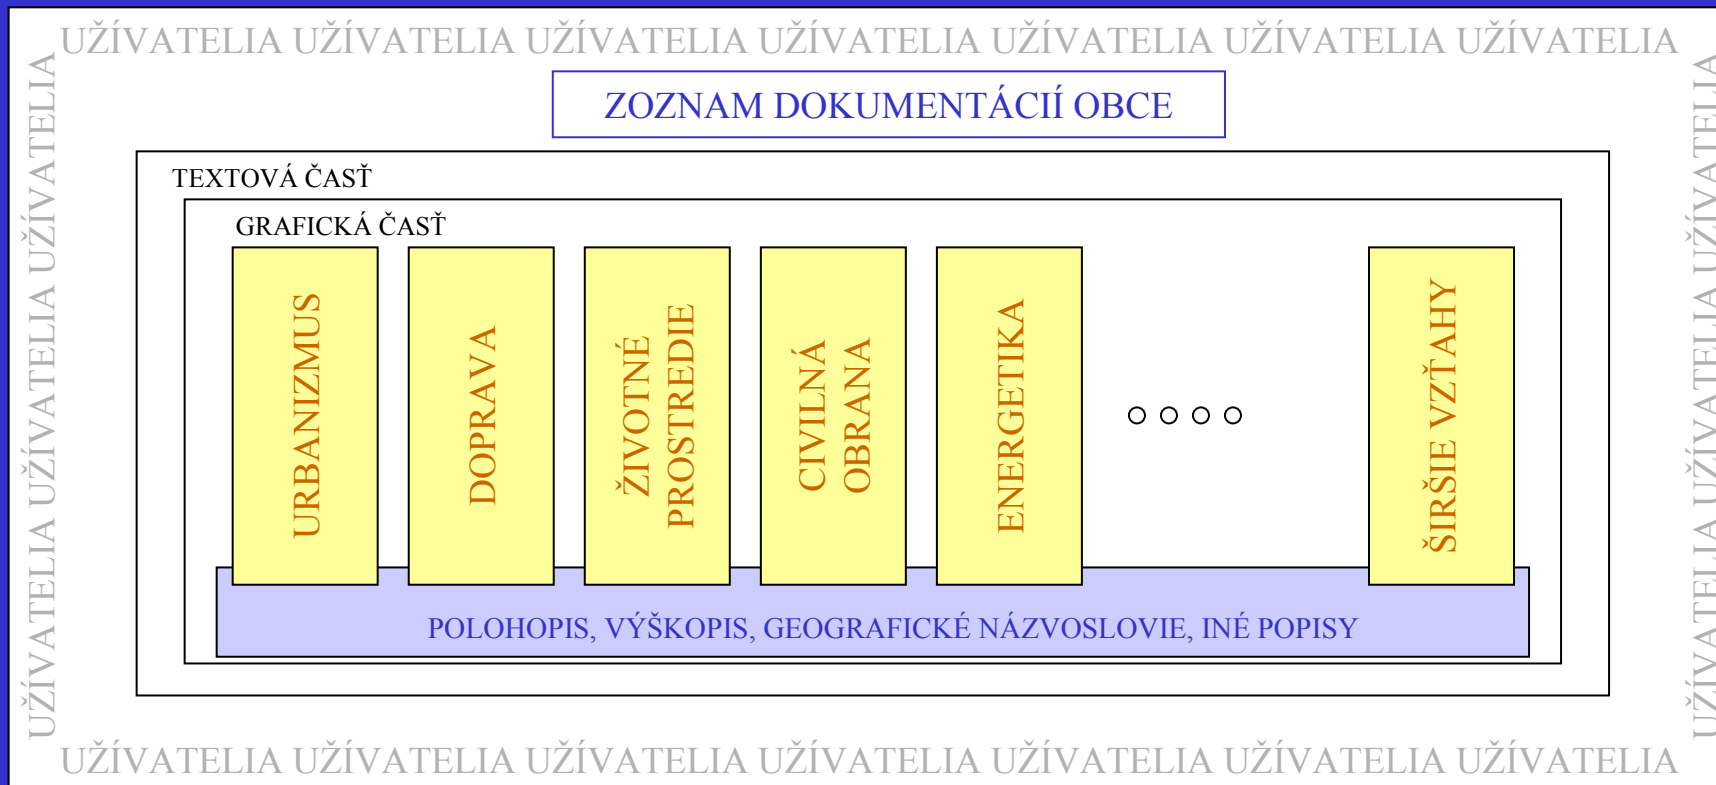 UŽÍVATELIA UŽÍVATELIA UŽÍVATELIA UŽÍVATELIA UŽÍVATELIA UŽÍVATELIA UŽÍVATELIA
UŽÍVATELIA UŽÍVATELIA UŽÍVATELIA
ZOZNAM DOKUMENTÁCIÍ OBCE
TEXTOVÁ ČASŤ
GRAFICKÁ ČASŤ
URBANIZMUS
DOPRAVA
ŽIVOTNÉ
PROSTREDIE
CIVILNÁ
OBRANA
ENERGETIKA
ŠIRŠIE VZŤAHY
POLOHOPIS, VÝŠKOPIS, GEOGRAFICKÉ NÁZVOSLOVIE, INÉ POPISY
UŽÍVATELIA UŽÍVATELIA UŽÍVATELIA
UŽÍVATELIA UŽÍVATELIA UŽÍVATELIA UŽÍVATELIA UŽÍVATELIA UŽÍVATELIA UŽÍVATELIA